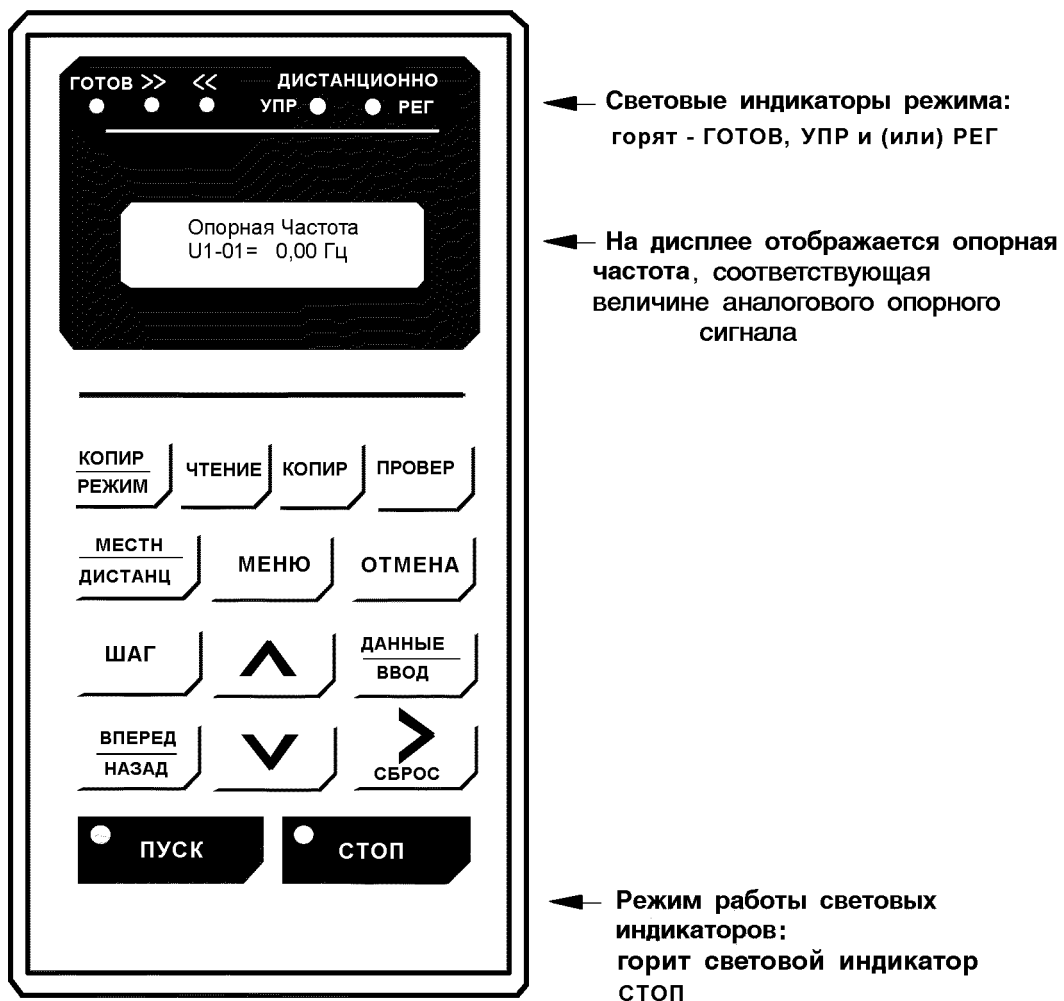 ГОТОВ >> << ДИСТАНЦИОННО
УПР РЕГ
Опорная Частота
U1-01= 0,00 Гц
КОПИР
РЕЖИМ
ЧТЕНИЕ
КОПИР
ПРОВЕР
МЕСТН
ДИСТАНЦ
МЕНЮ
ОТМЕНА
ШАГ
ДАННЫЕ
ВВОД
ВПЕРЕД
НАЗАД
СБРОС
ПУСК
СТОП
Световые индикаторы режима:
горят - ГОТОВ, УПР и (или) РЕГ
На дисплее отображается опорная
частота, соответствующая
величине аналогового опорного
сигнала
Режим работы световых
индикаторов:
горит световой индикатор
СТОП